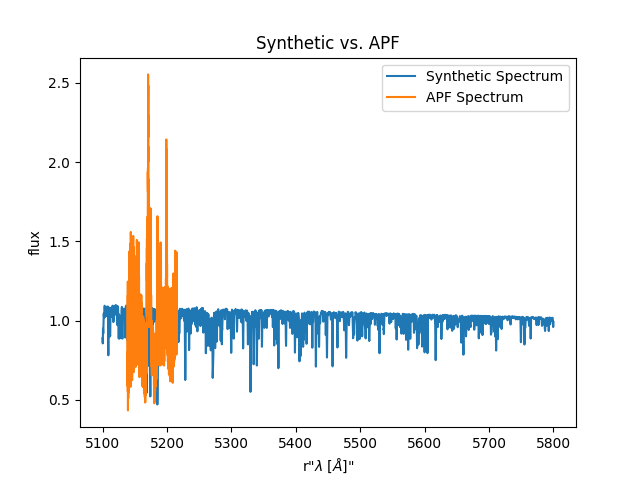 Synthetic vs. APF
Synthetic Spectrum
APF Spectrum
flux
2.5
2.0
1.5
1.0
0.5
5100 5200 5300 5400 5500 5600 5700 5800
r"λ [Å]"